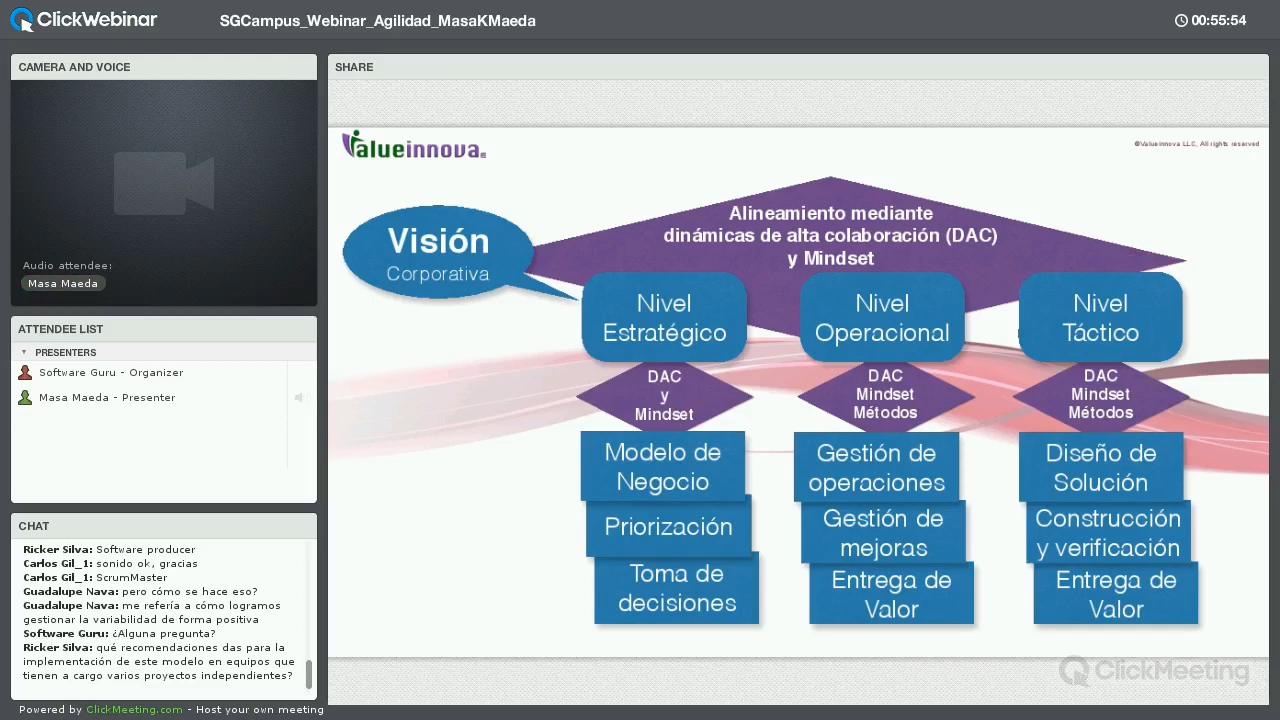 ClickWebinar
SGCampus_Webinar_Agilidad_MasaKMaeda
00:55:54
CAMERA AND VOICE
Audio attendee:
Masa Maeda
ATTENDEE LIST
PRESENTERS
Software Guru - Organizer
Masa Maeda - Presenter
CHAT
Ricker Silva: Software producer
Carlos Gil_1: sonido ok, gracias
Carlos Gil_1: ScrumMaster
Guadalupe Nava: pero cómo se hace eso?
Guadalupe Nava: me refería a cómo logramos
gestionar la variabilidad de forma positiva
Software Guru: ¿Alguna pregunta?
Ricker Silva: qué recomendaciones das para la
implementación de este modelo en equipos que
tienen a cargo varios proyectos independientes?
Powered by ClickMeeting.com - Host your own meeting
SHARE
Valueinnova
©Valueinnova LLC, All rights reserved
Visión
Corporativa
Alineamiento mediante
dinámicas de alta colaboración (DAC)
y Mindset
Nivel
Estratégico
DAC
y
Mindset
Modelo de
Negocio
Priorización
Toma de
decisiones
Nivel
Operacional
DAC
Mindset
Métodos
Gestión de
operaciones
Gestión de
mejoras
Entrega de
Valor
Nivel
Táctico
DAC
Mindset
Métodos
Diseño de
Solución
Construcción
y verificación
Entrega de
Valor
ClickMeeting